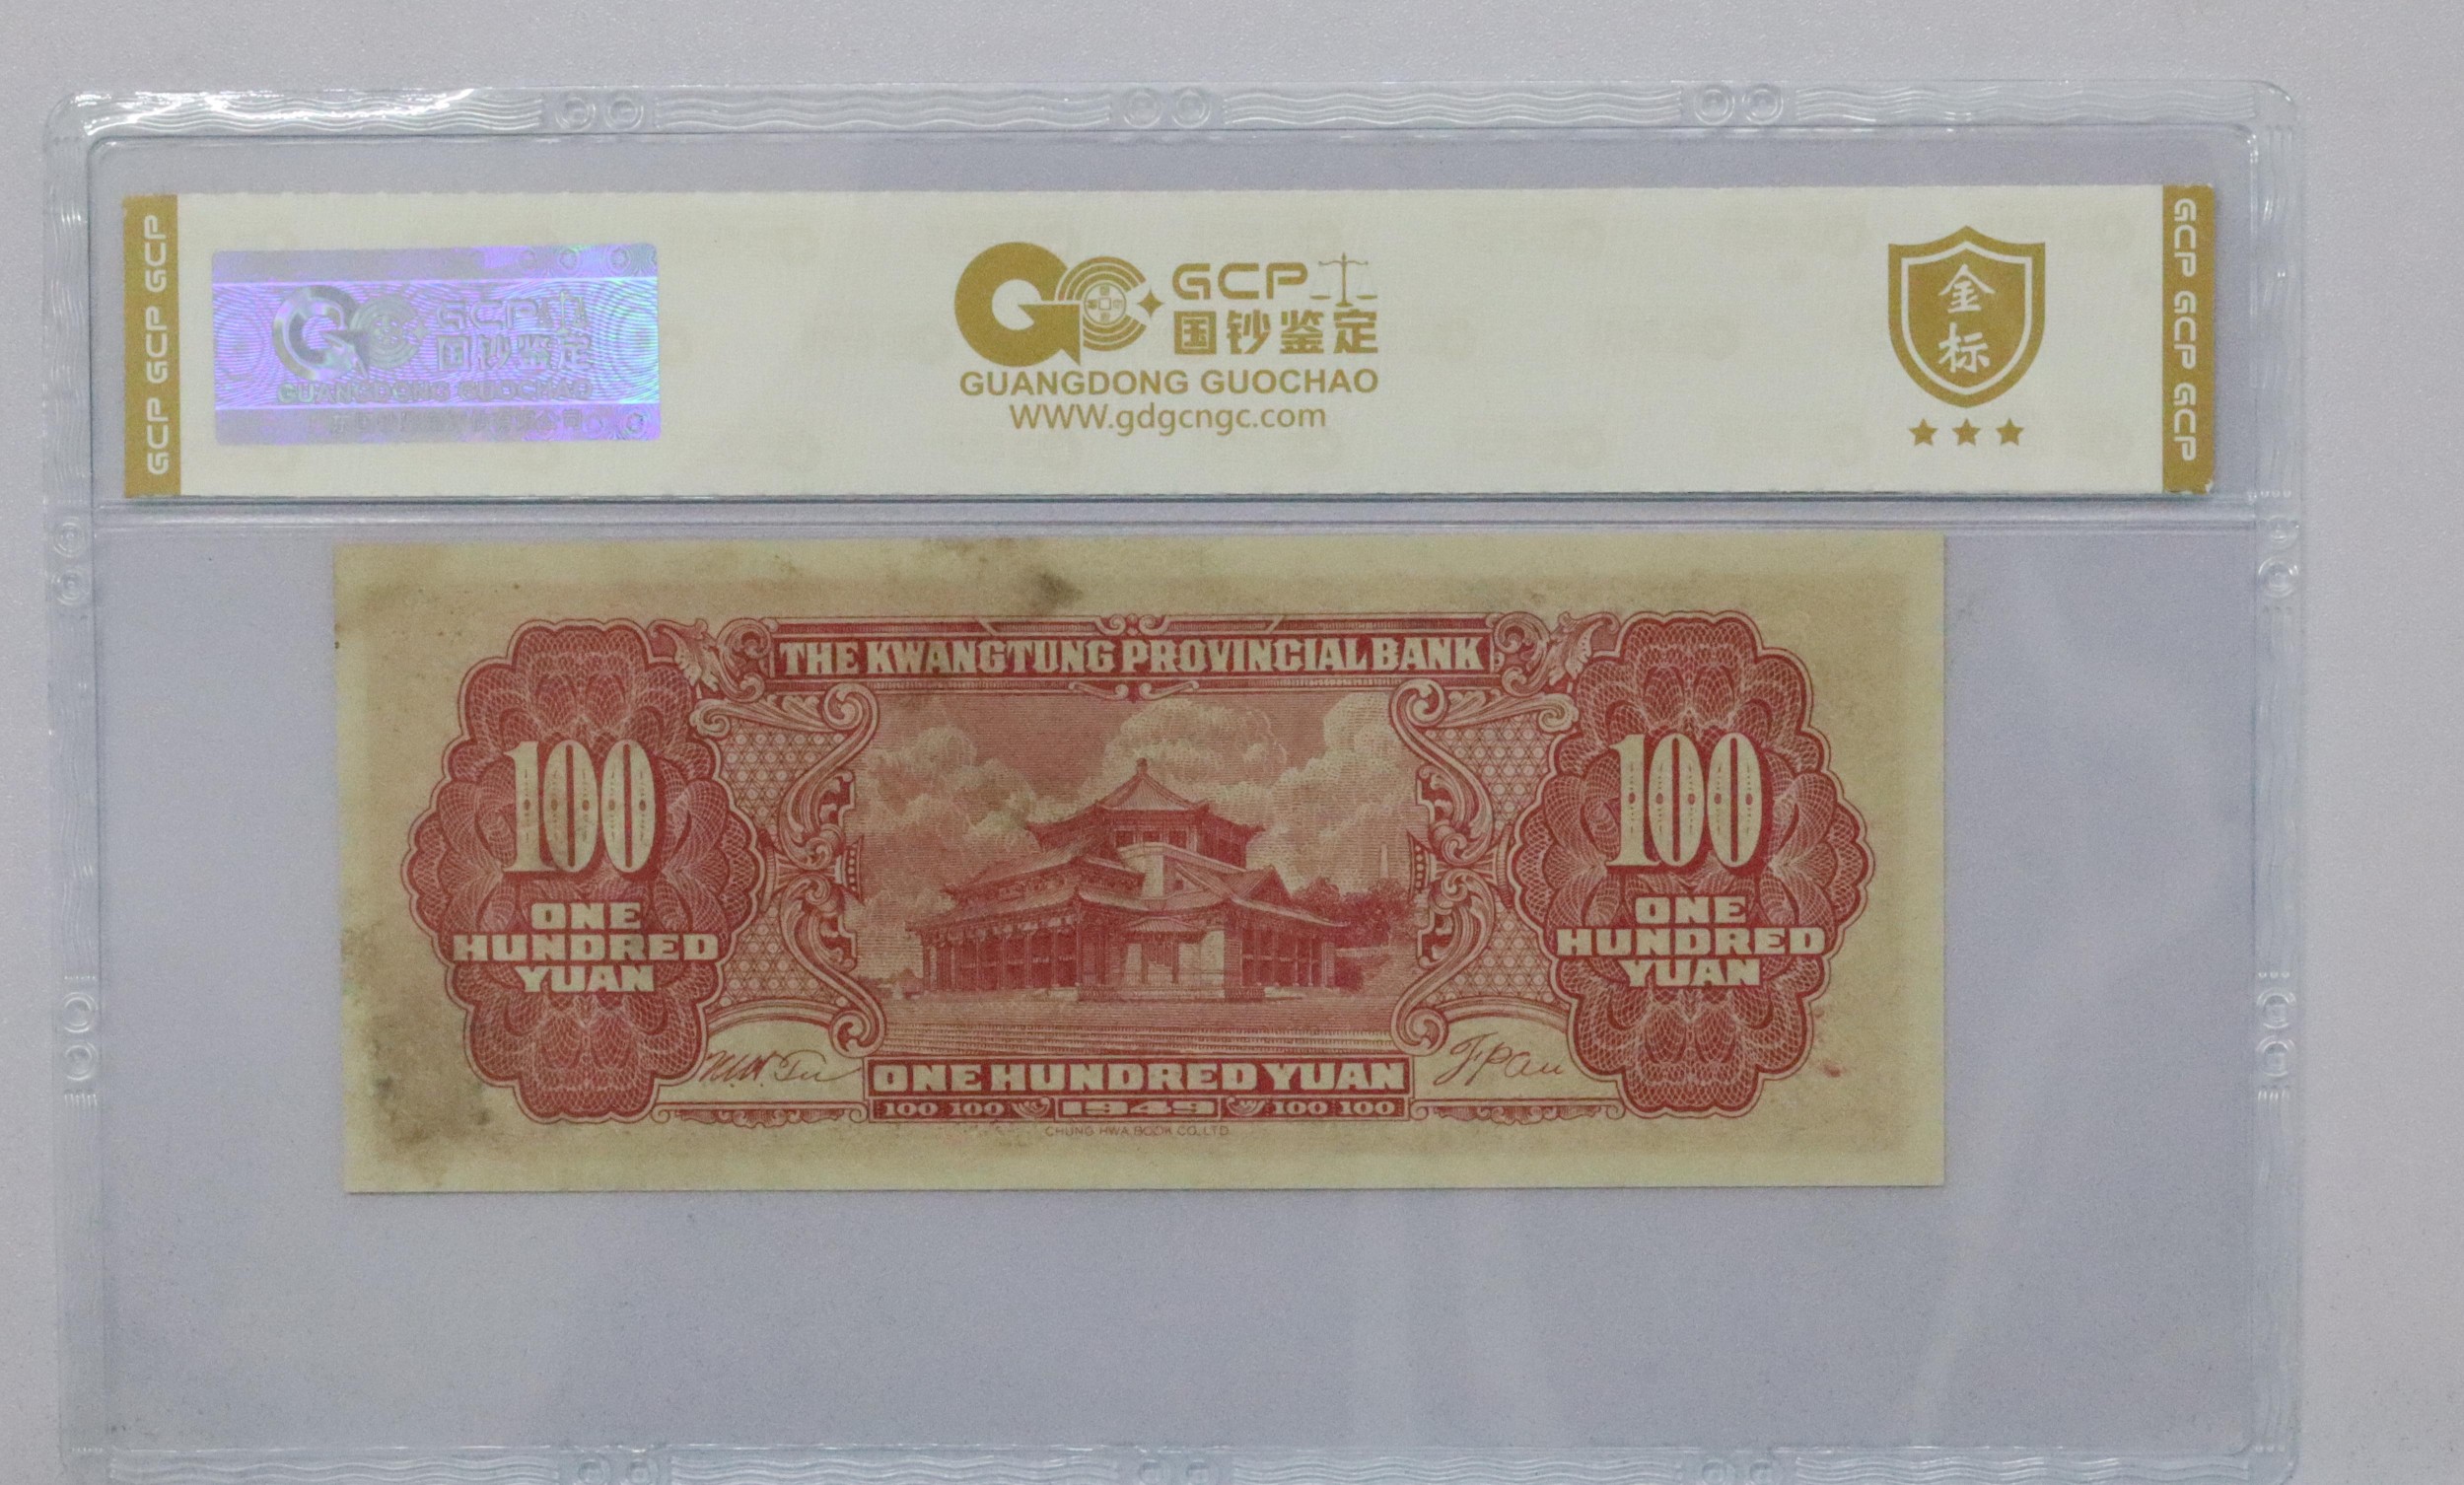 GCP GCP GCP
GCP
国钞鉴定
GUANGDONG GUOCHAO
GCP
国钞鉴定
GUANGDONG GUOCHAO
WWW.gdgcngc.com
金
标
GCP GCP GCP
THE KWANGTUNG PROVINCIAL BANK
100
ONE
HUNDRED
YUAN
100
ONE
HUNDRED
YUAN
ONE HUNDRED YUAN
100 100 1949 100 100
CHUNG HWA BOOK CO., LTD